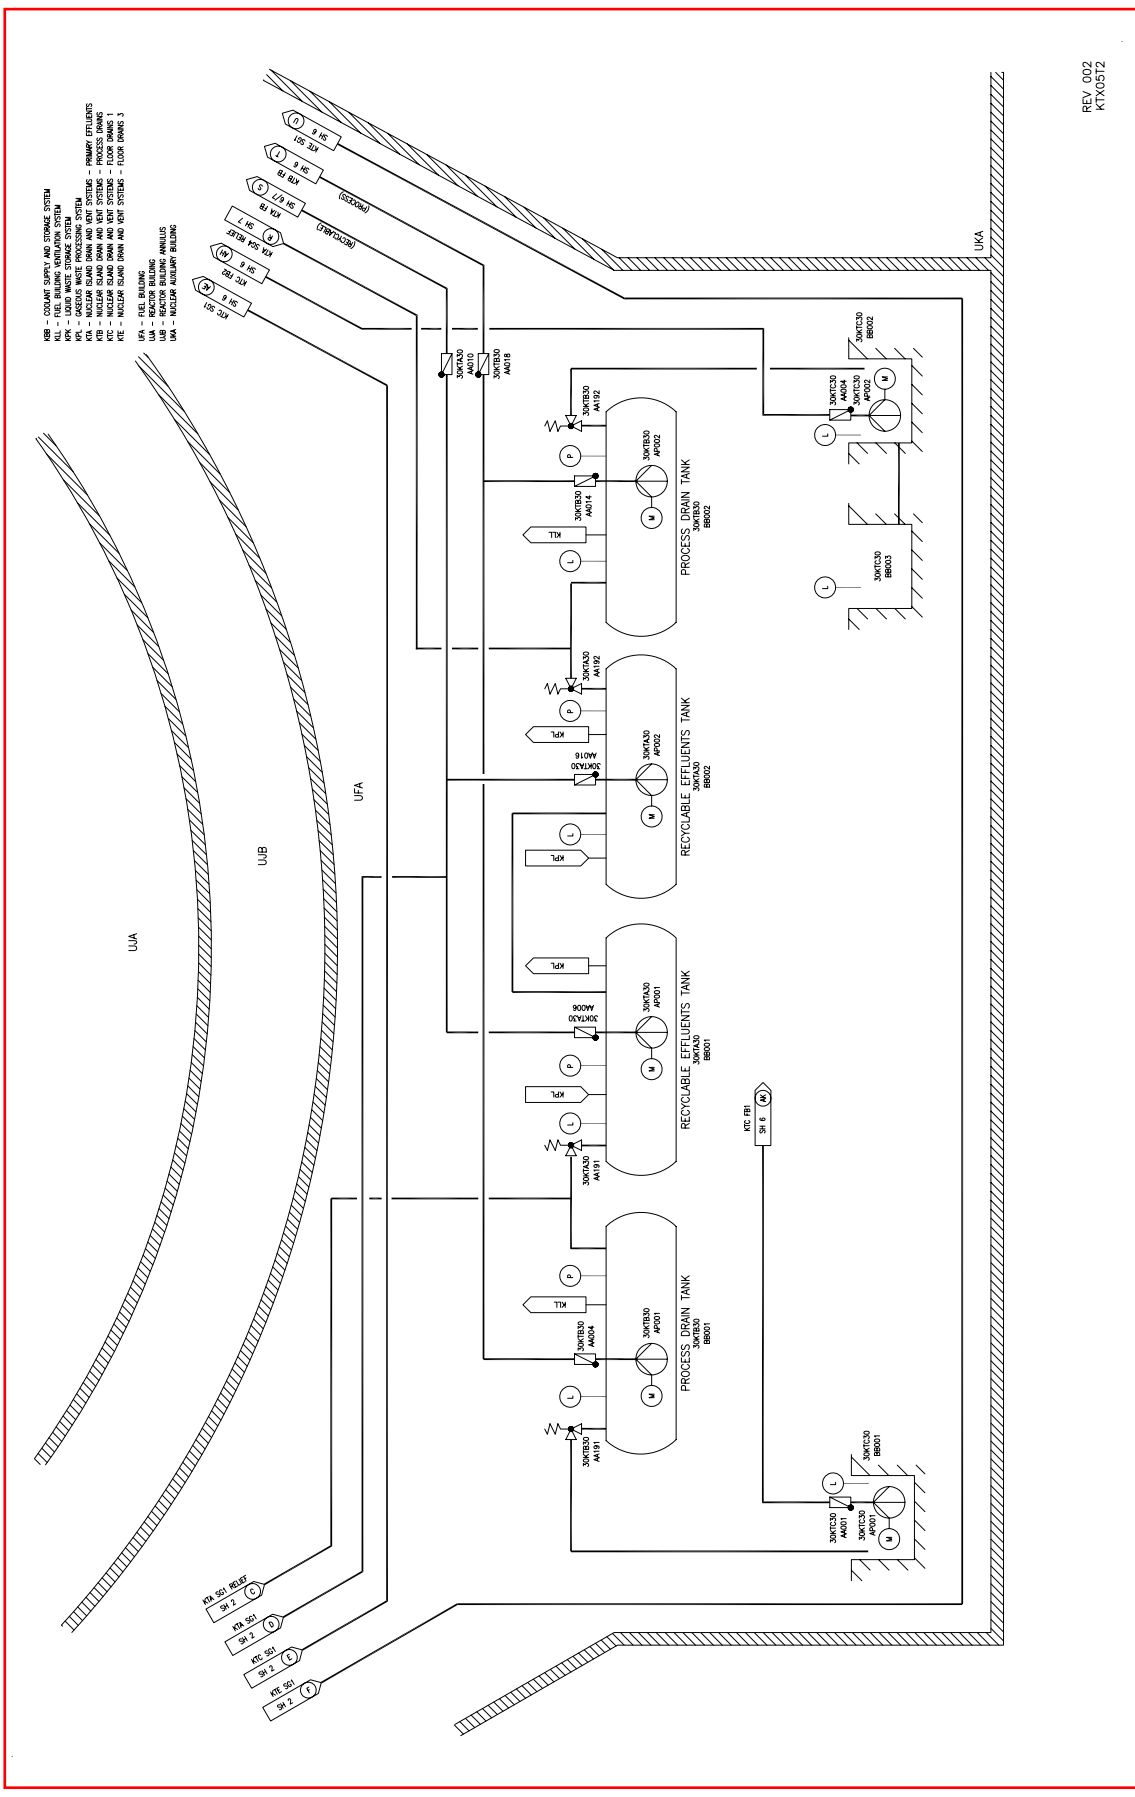 KBB - COOLANT SUPPLY AND STORAGE SYSTEM
KLL - FUEL BUILDING VENTILATION SYSTEM
KPK - LIQUID WASTE STORAGE SYSTEM
KPL - GASEOUS WASTE PROCESSING SYSTEM
KTA - NUCLEAR ISLAND DRAIN AND VENT SYSTEMS - PRIMARY EFFLUENTS
KTB - NUCLEAR ISLAND DRAIN AND VENT SYSTEMS - PROCESS DRAINS
KTC - NUCLEAR ISLAND DRAIN AND VENT SYSTEMS - FLOOR DRAINS 1
KTE - NUCLEAR ISLAND DRAIN AND VENT SYSTEMS - FLOOR DRAINS 3
UFA - FUEL BUILDING
UJA - REACTOR BUILDING
UJB - REACTOR BUILDING ANNULUS
UKA - NUCLEAR AUXILIARY BUILDING
UJA
UJB
UFA
UKA
KTA SG1 RELIEF
SH 2 C
KTA SG1
SH 2 D
KTC SG1
SH 2 E
KTE SG1
SH 2 F
KTC SG1
SH 6 AE
KTC FB2
SH 6 AH
KTA SG4 RELIEF
SH 7 R
KTA FB
SH 6/7 S
(RECYCLABLE)
KTB FB
SH 6 T
(PROCESS)
KTE SG1
SH 6 U
30KTA30
AA010
30KTB30
AA018
30KTB30
AA191
L
30KTB30
AA004
KLL
P
M
30KTB30
AP001
PROCESS DRAIN TANK
30KTB30
BB001
30KTA30
AA191
L
KPL
P
30KTA30
AA006
KPL
M
30KTA30
AP001
RECYCLABLE EFFLUENTS TANK
30KTA30
BB001
KPL
L
30KTA30
AA016
KPL
P
30KTA30
AA192
M
30KTA30
AP002
RECYCLABLE EFFLUENTS TANK
30KTA30
BB002
L
KLL
30KTB30
AA014
P
30KTB30
AA192
M
30KTB30
AP002
PROCESS DRAIN TANK
30KTB30
BB002
KTC FB1
SH 6 AK
30KTC30
AA001
30KTC30
AP001
L
M
30KTC30
BB001
L
30KTC30
BB003
L
30KTC30
AA004
30KTC30
AP002
M
30KTC30
BB002
REV 002
KTX05T2